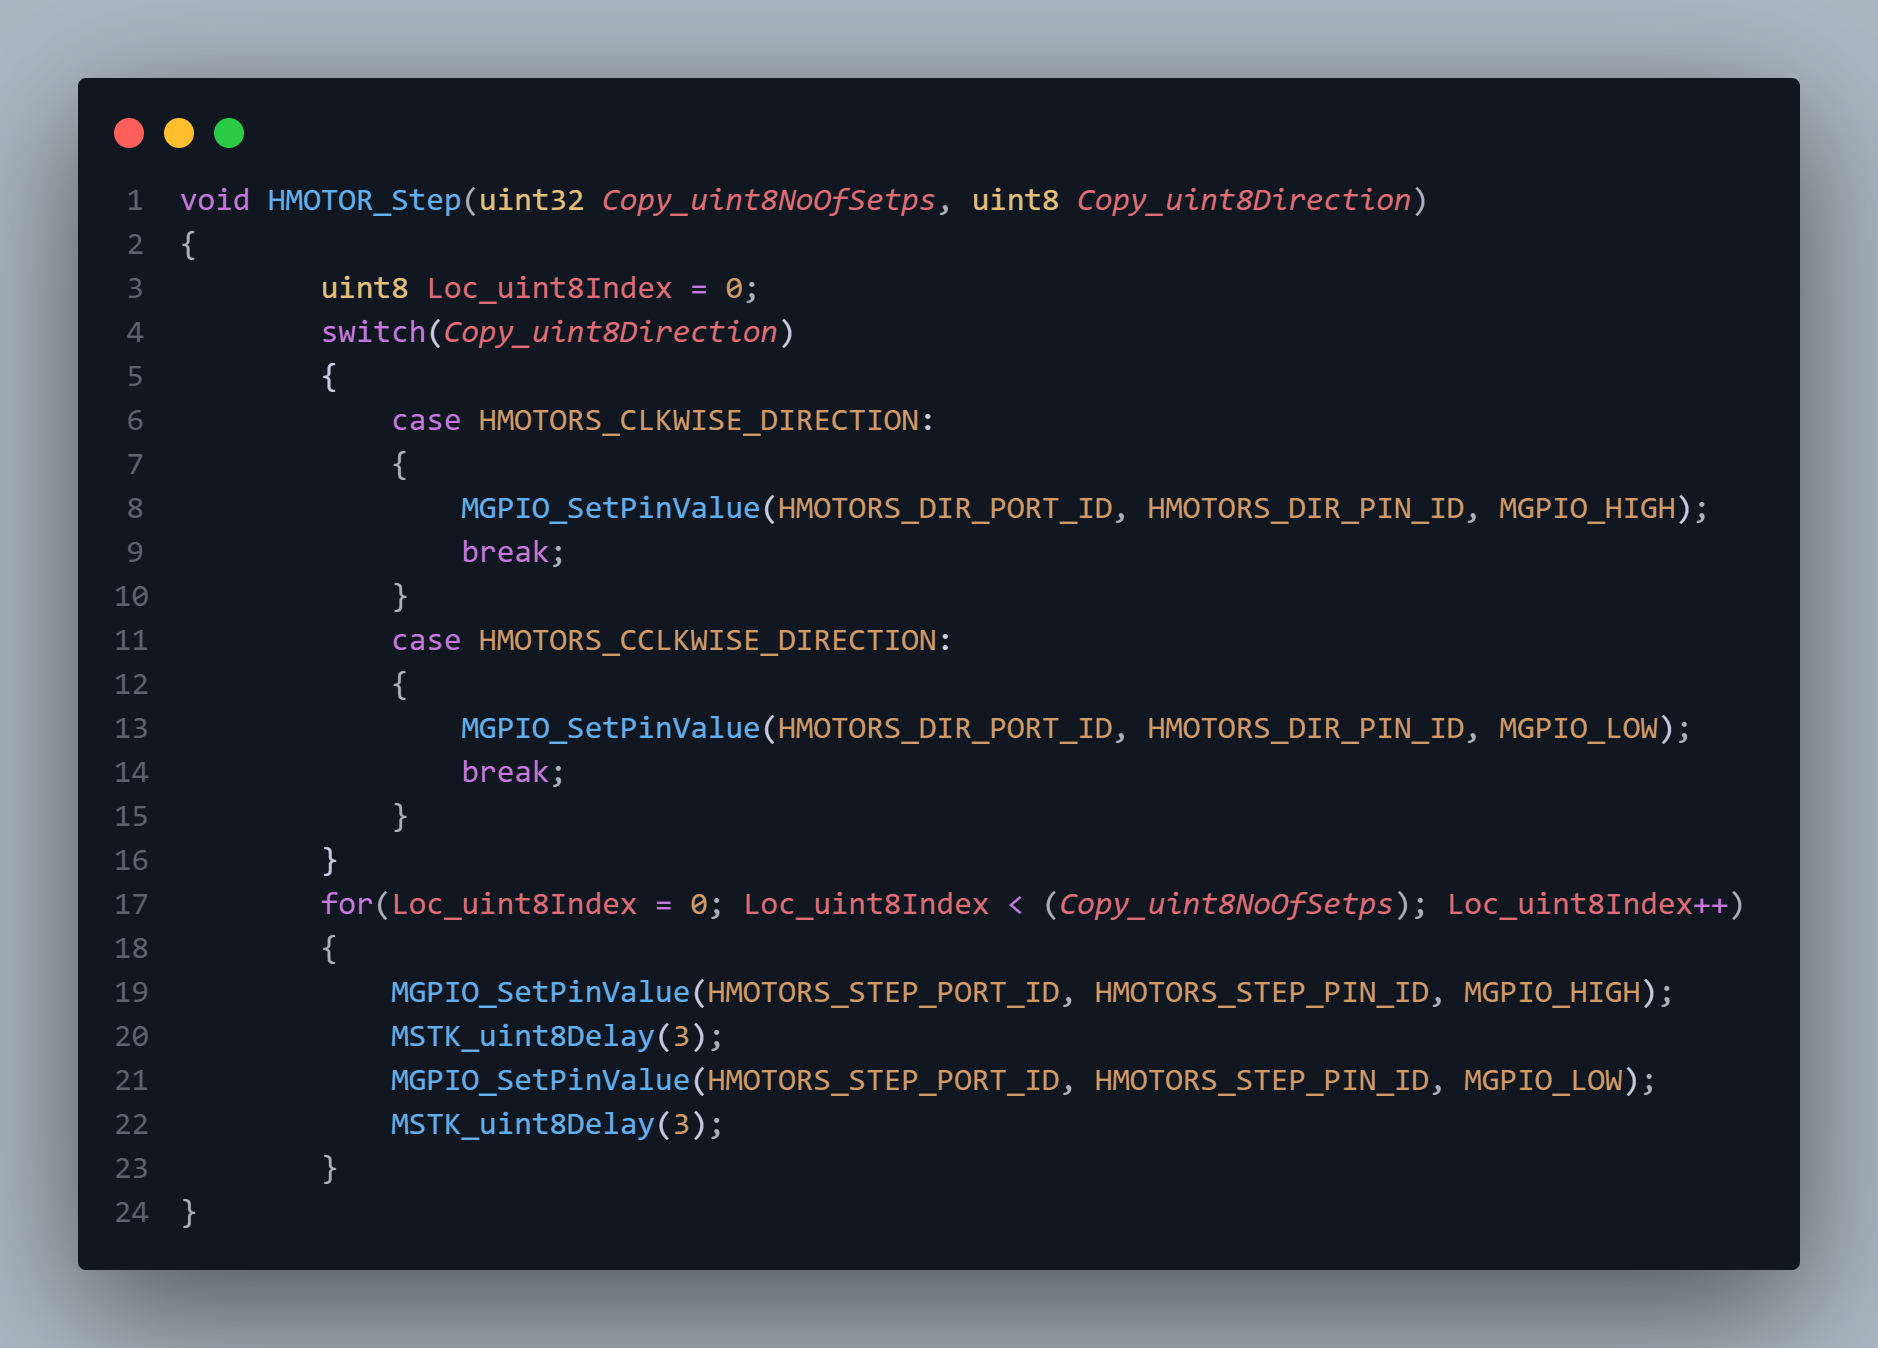 1 void HMOTOR_Step(uint32 Copy_uint8NoOfSetps, uint8 Copy_uint8Direction)
2 {
3         uint8 Loc_uint8Index = 0;
4         switch(Copy_uint8Direction)
5         {
6             case HMOTORS_CLKWISE_DIRECTION:
7             {
8                 MGPIO_SetPinValue(HMOTORS_DIR_PORT_ID, HMOTORS_DIR_PIN_ID, MGPIO_HIGH);
9                 break;
10             }
11             case HMOTORS_CCLKWISE_DIRECTION:
12             {
13                 MGPIO_SetPinValue(HMOTORS_DIR_PORT_ID, HMOTORS_DIR_PIN_ID, MGPIO_LOW);
14                 break;
15             }
16         }
17         for(Loc_uint8Index = 0; Loc_uint8Index < (Copy_uint8NoOfSetps); Loc_uint8Index++)
18         {
19             MGPIO_SetPinValue(HMOTORS_STEP_PORT_ID, HMOTORS_STEP_PIN_ID, MGPIO_HIGH);
20             MSTK_uint8Delay(3);
21             MGPIO_SetPinValue(HMOTORS_STEP_PORT_ID, HMOTORS_STEP_PIN_ID, MGPIO_LOW);
22             MSTK_uint8Delay(3);
23         }
24 }